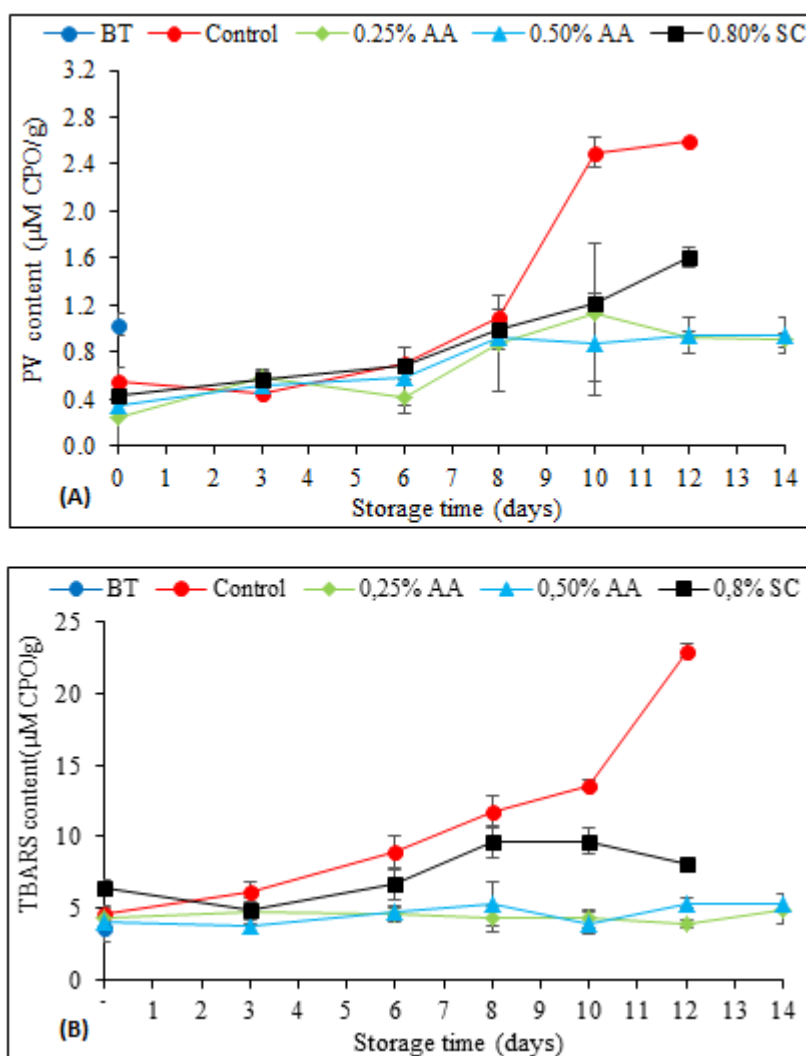 BT Control 0.25% AA 0.50% AA 0.80% SC
3.2
2.8
2.4
2.0
1.6
1.2
0.8
0.4
0.0
PV content (µM CPO/g)
0 1 2 3 4 5 6 7 8 9 10 11 12 13 14
(A)
Storage time (days)
BT Control 0,25% AA 0,50% AA 0,8% SC
25
20
15
10
5
0
TBARS content(µM CPO/g)
- 1 2 3 4 5 6 7 8 9 10 11 12 13 14
(B)
Storage time (days)